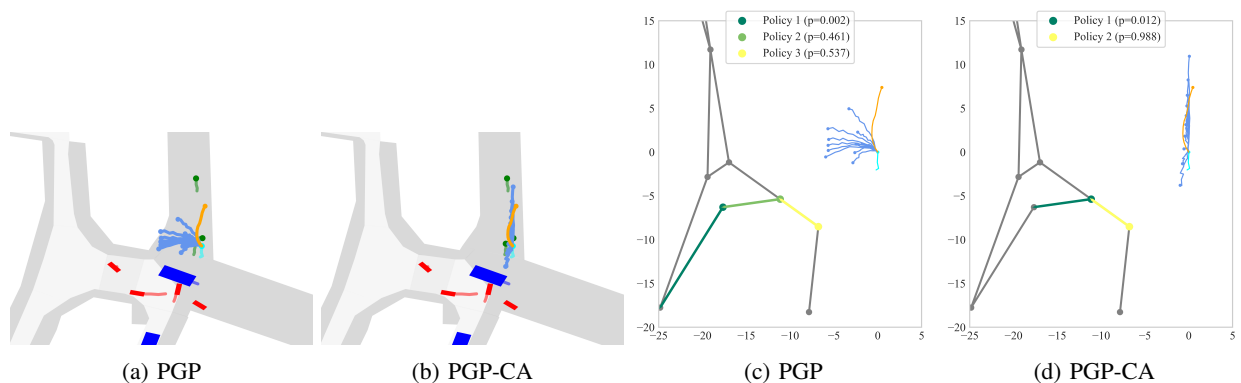 Policy 1 (p=0.002)
Policy 2 (p=0.461)
Policy 3 (p=0.537)
15
10
5
0
−5
−10
−15
−20
−25 −20 −15 −10 −5 0 5
Policy 1 (p=0.012)
Policy 2 (p=0.988)
15
10
5
0
−5
−10
−15
−20
−25 −20 −15 −10 −5 0 5
(a) PGP
(b) PGP-CA
(c) PGP
(d) PGP-CA